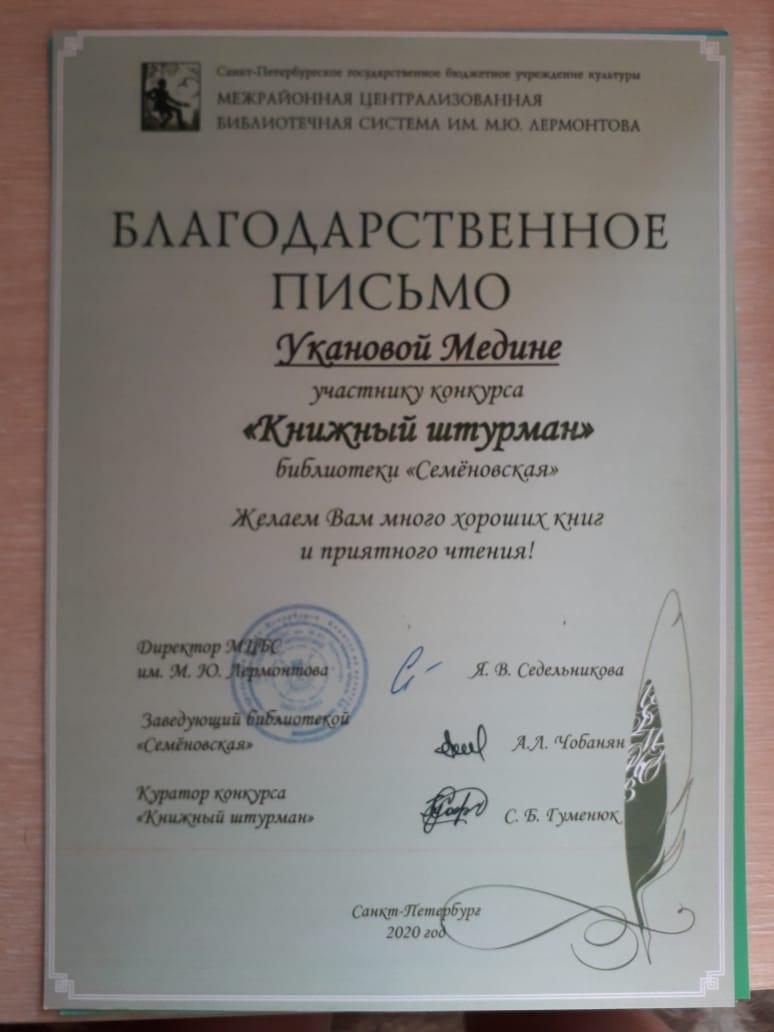 Санкт-Петербургское государственное бюджетное учреждение культуры
МЕЖРАЙОННАЯ ЦЕНТРАЛИЗОВАННАЯ
БИБЛИОТЕЧНАЯ СИСТЕМА ИМ. М.Ю. ЛЕРМОНТОВА
БЛАГОДАРСТВЕННОЕ
ПИСЬМО
Укановой Медине
участнику конкурса
«Книжный штурман»
библиотеки «Семёновская»
Желаем Вам много хороших книг
и приятного чтения!
Директор МЦБС
им. М. Ю. Лермонтова Я. В. Седельникова
Заведующий библиотекой
«Семёновская» А.Л. Чобанян
Куратор конкурса
«Книжный штурман» С. Б. Гуменюк
Санкт-Петербург
2020 год